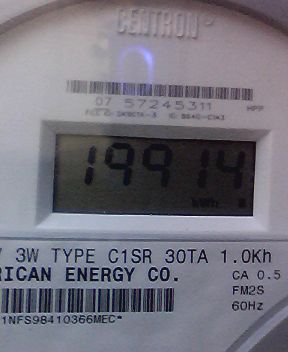 CENTRON
07 57245311 HPP
19914
kWh
3W TYPE C1SR 30TA 1.0Kh
RICAN ENERGY CO. CA 0.5
FM2S
60Hz
1NFS98410366MEC*